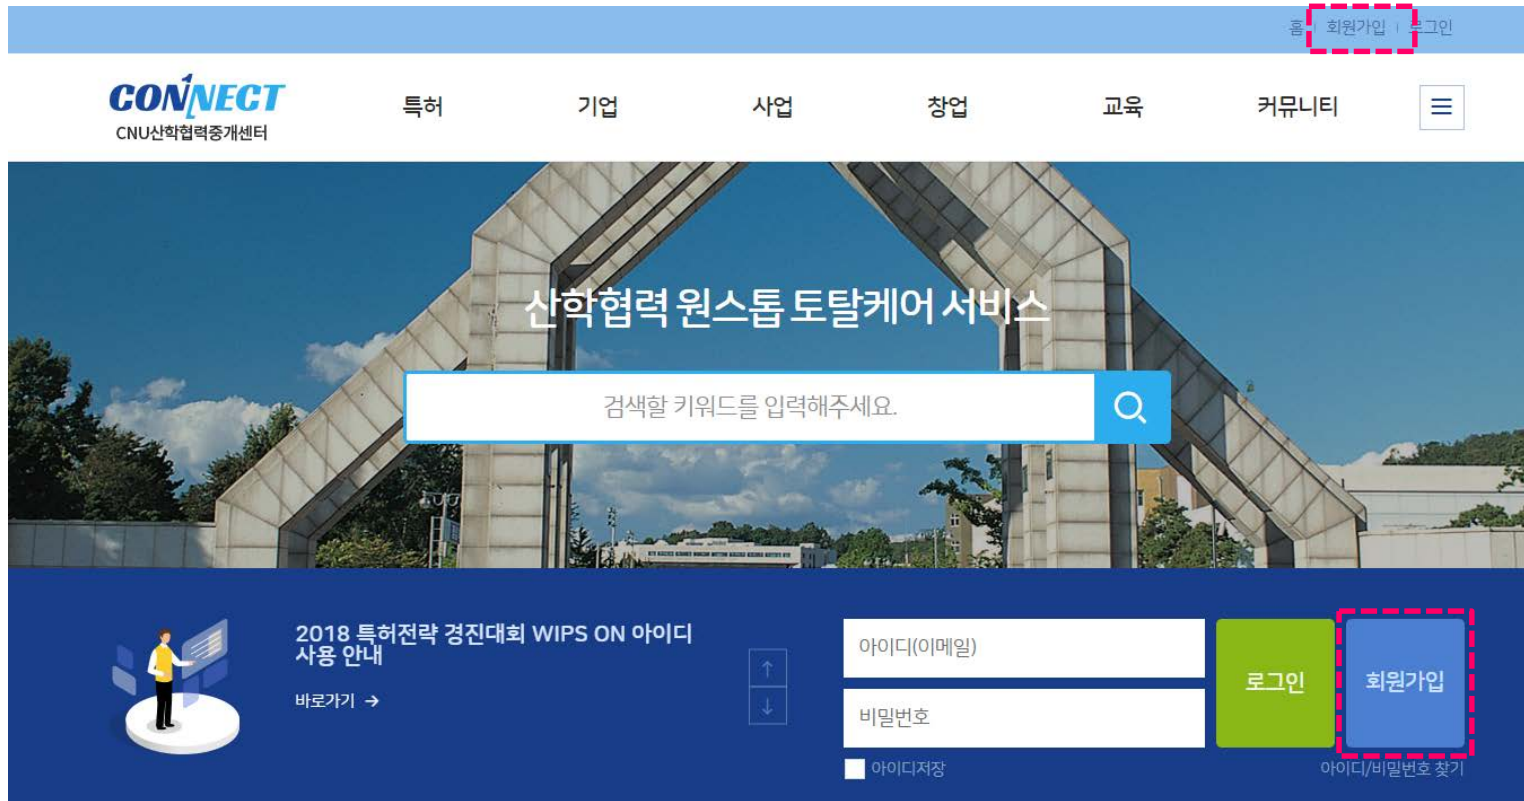 홈 | 회원가입 | 로그인
CON1NECT
CNU산학협력중개센터
특허 기업 사업 창업 교육 커뮤니티
산학협력 원스톱 토탈케어 서비스
검색할 키워드를 입력해주세요.
2018 특허전략 경진대회 WIPS ON 아이디
사용 안내
바로가기 →
↑
↓
아이디(이메일)
비밀번호
로그인
회원가입
아이디저장
아이디/비밀번호 찾기